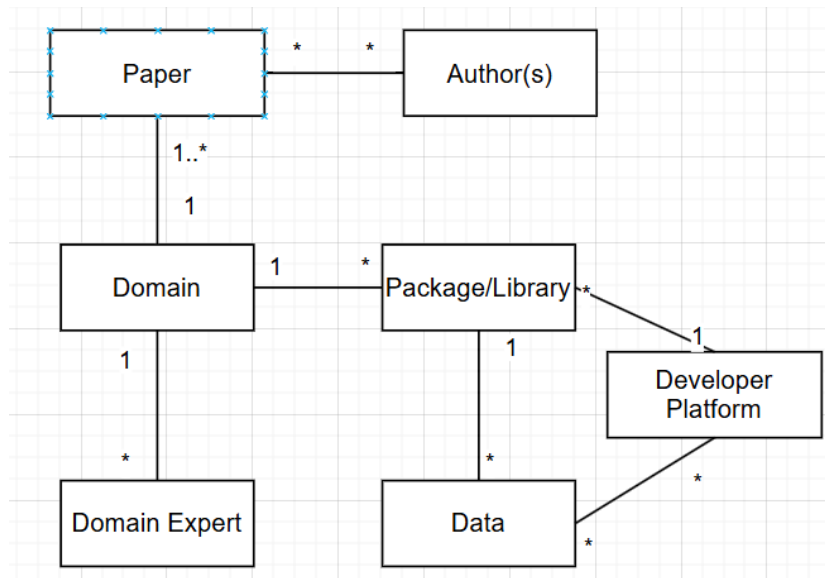 * *
Paper Author(s)
1..*
1
1 *
Domain Package/Library *
1 1 1
Developer
Platform
* * *
Domain Expert Data
*